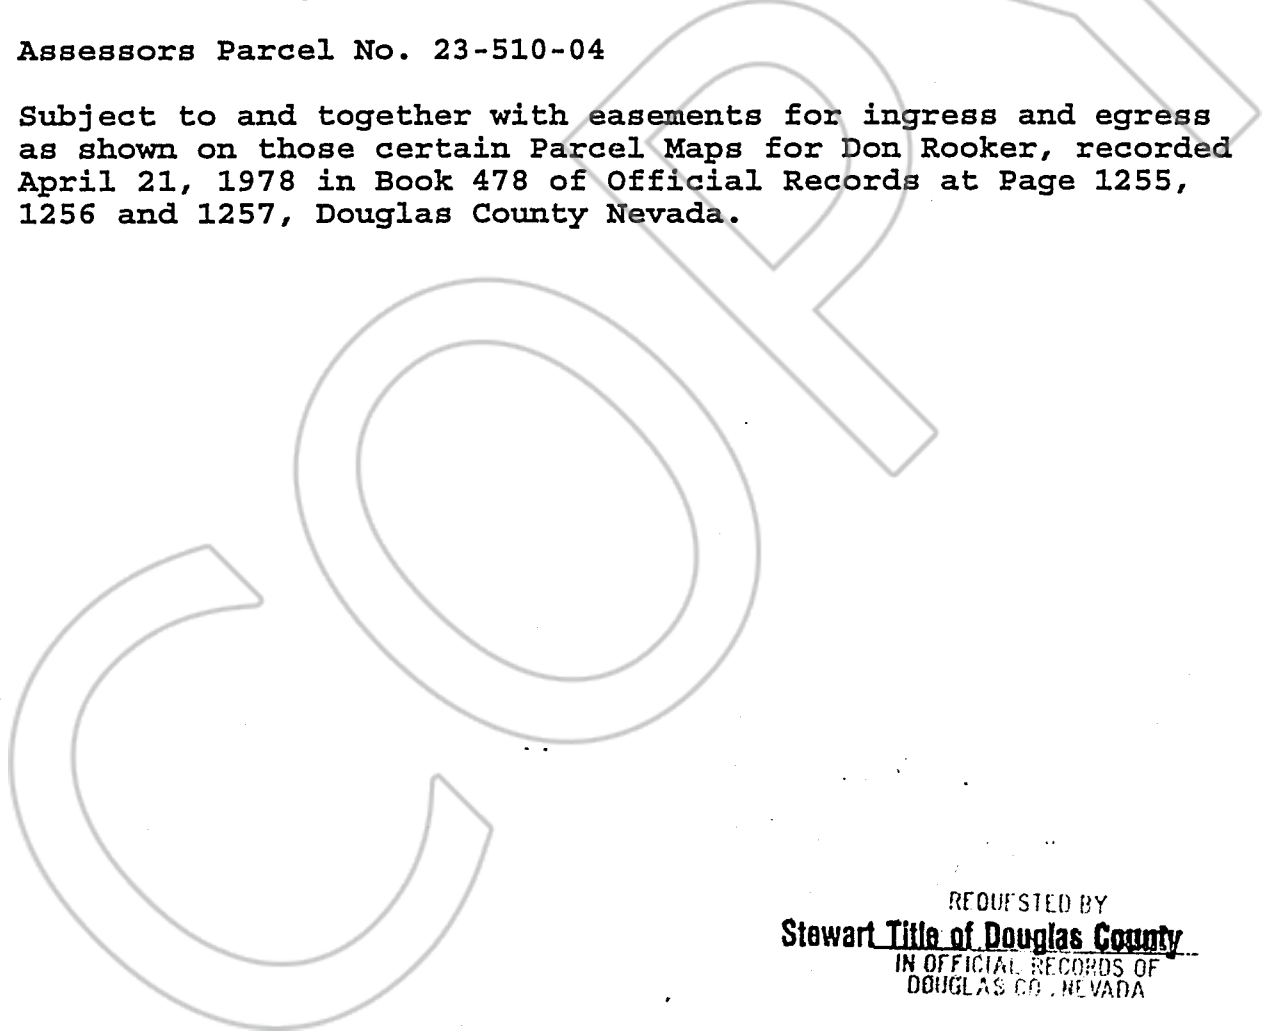 Assessors Parcel No. 23-510-04
Subject to and together with easements for ingress and egress
as shown on those certain Parcel Maps for Don Rooker, recorded
April 21, 1978 in Book 478 of Official Records at Page 1255,
1256 and 1257, Douglas County Nevada.
COPY
REQUESTED BY
Stewart Title of Douglas County
IN OFFICIAL RECORDS OF
DOUGLAS CO., NEVADA